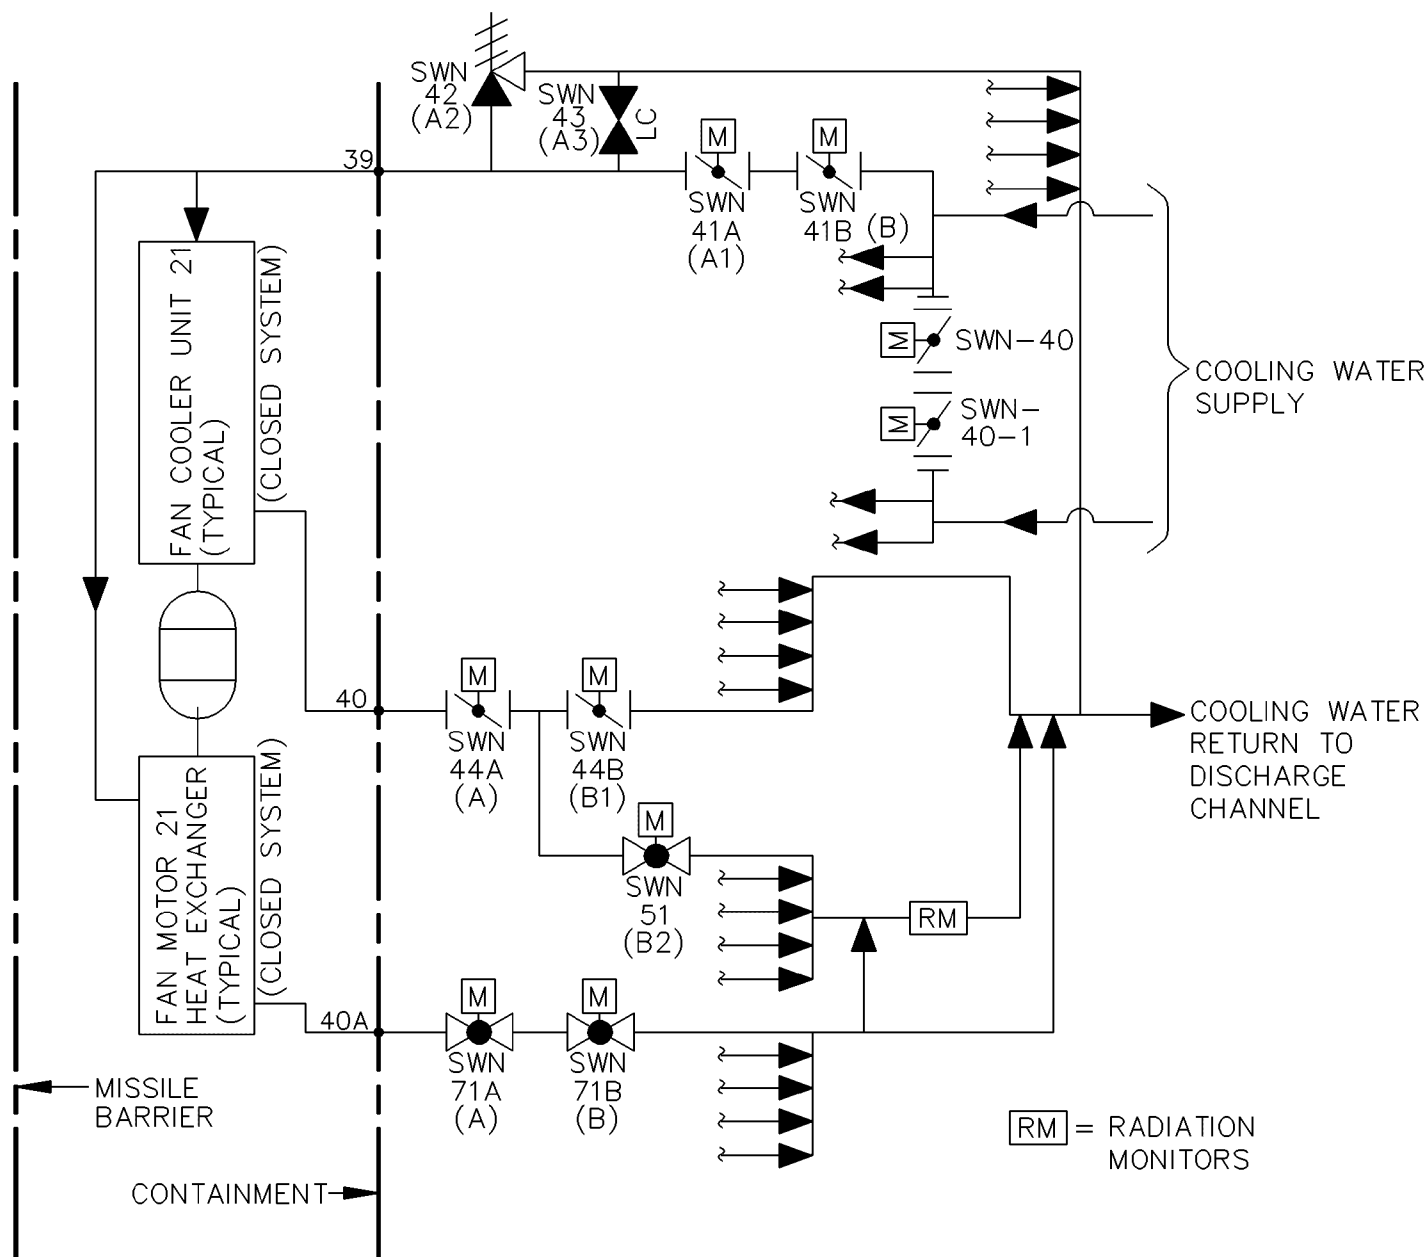 SWN
42
(A2)
SWN
43
(A3)
LC
M
M
39
SWN
41A
(A1)
SWN
41B
(B)
FAN COOLER UNIT 21
(TYPICAL)
(CLOSED SYSTEM)
M
SWN-40
M
SWN-
40-1
COOLING WATER
SUPPLY
40
M
SWN
44A
(A)
M
SWN
44B
(B1)
COOLING WATER
RETURN TO
DISCHARGE
CHANNEL
FAN MOTOR 21
HEAT EXCHANGER
(TYPICAL)
(CLOSED SYSTEM)
M
SWN
51
(B2)
RM
40A
M
SWN
71A
(A)
M
SWN
71B
(B)
MISSILE
BARRIER
CONTAINMENT
RM = RADIATION
MONITORS